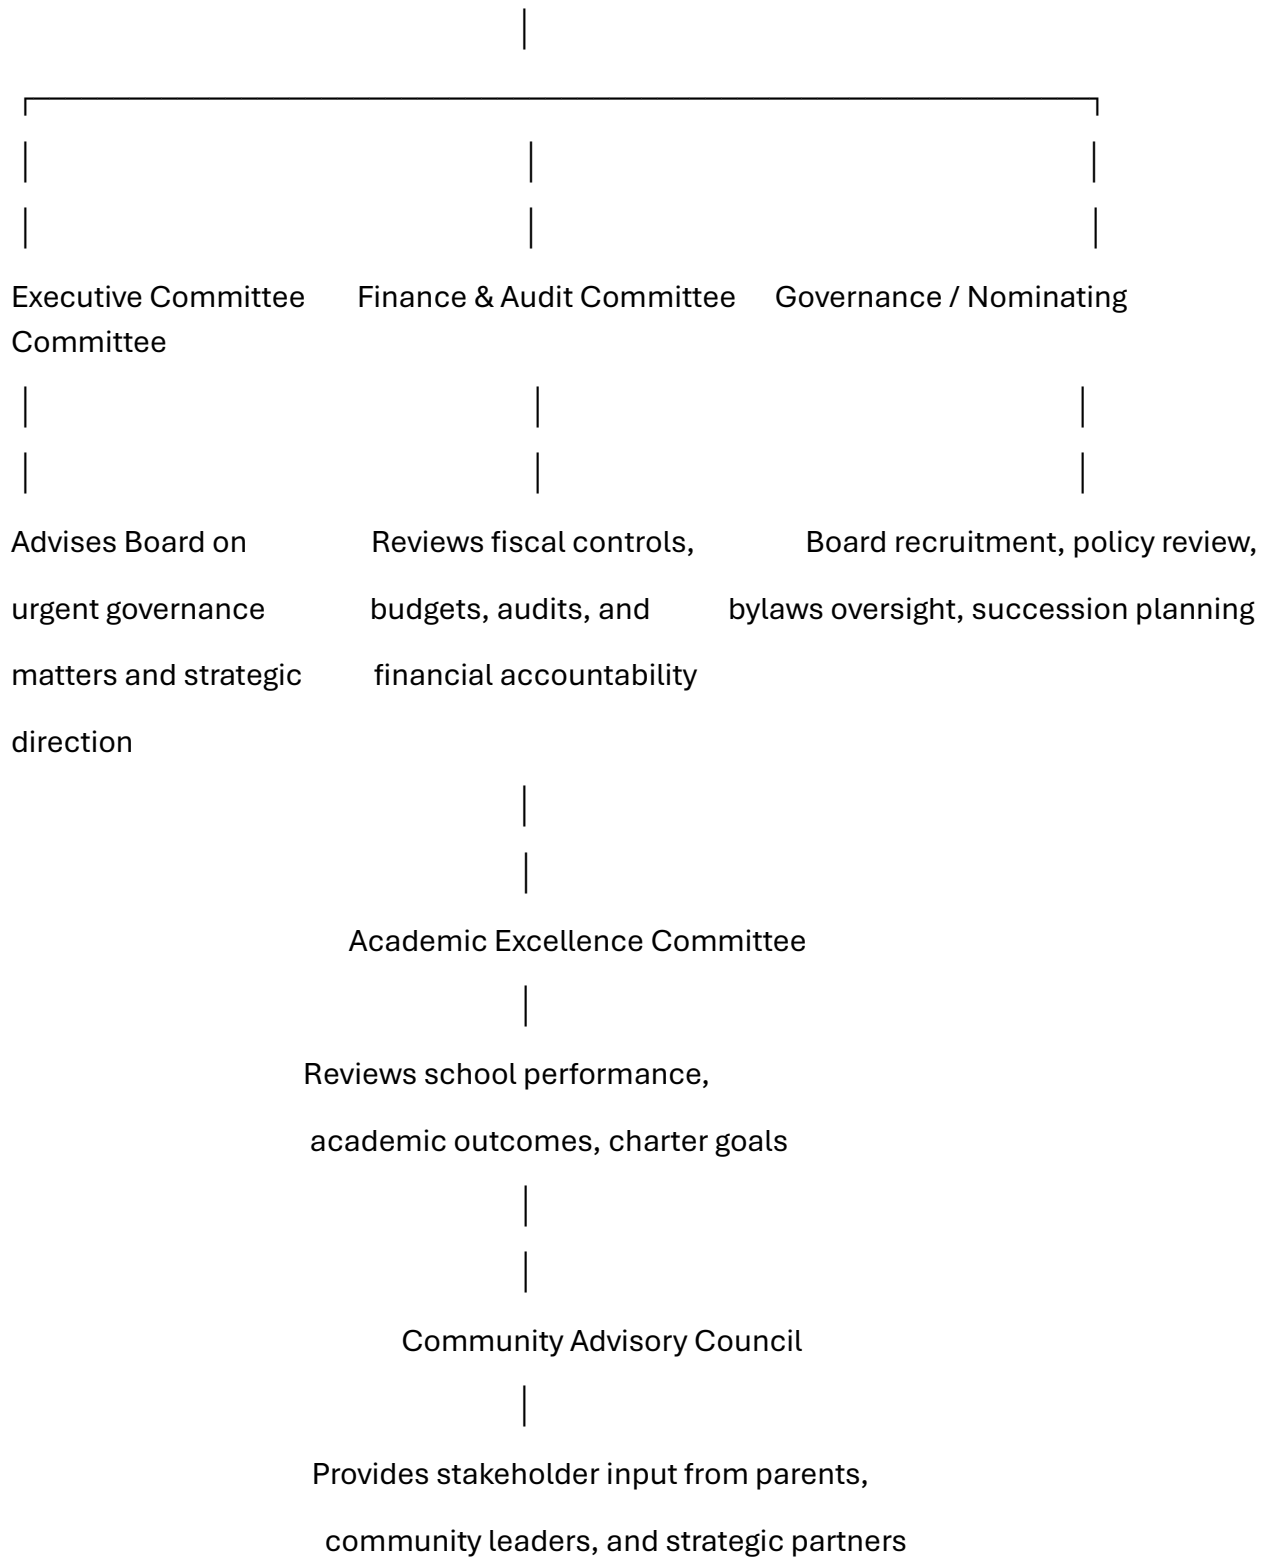 Executive Committee Finance & Audit Committee Governance / Nominating
Committee
Advises Board on Reviews fiscal controls, Board recruitment, policy review,
urgent governance budgets, audits, and bylaws oversight, succession planning
matters and strategic financial accountability
direction
Academic Excellence Committee
Reviews school performance,
academic outcomes, charter goals
Community Advisory Council
Provides stakeholder input from parents,
community leaders, and strategic partners